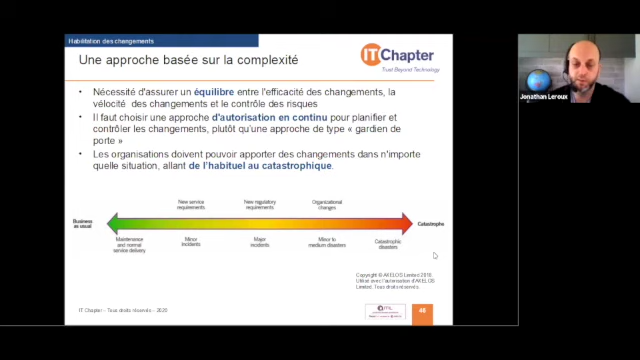 Habilitation des changements
Une approche basée sur la complexité
IT Chapter
Trust Beyond Technology
• Nécessité d'assurer un équilibre entre l'efficacité des changements, la
vélocité des changements et le contrôle des risques
• Il faut choisir une approche d'autorisation en continu pour planifier et
contrôler les changements, plutôt qu'une approche de type « gardien de
porte »
• Les organisations doivent pouvoir apporter des changements dans n'importe
quelle situation, allant de l'habituel au catastrophique.
New service
requirements
New regulatory
requirements
Organizational
changes
Business
as usual
Catastrophe
Maintenance
and normal
service delivery
Minor
incidents
Major
incidents
Minor to
medium disasters
Catastrophic
disasters
Copyright © AXELOS Limited 2018
Utilisé avec l'autorisation d'AXELOS
Limited. Tous droits réservés.
IT Chapter - Tous droits réservés - 2020
ITIL
48
Jonathan Leroux